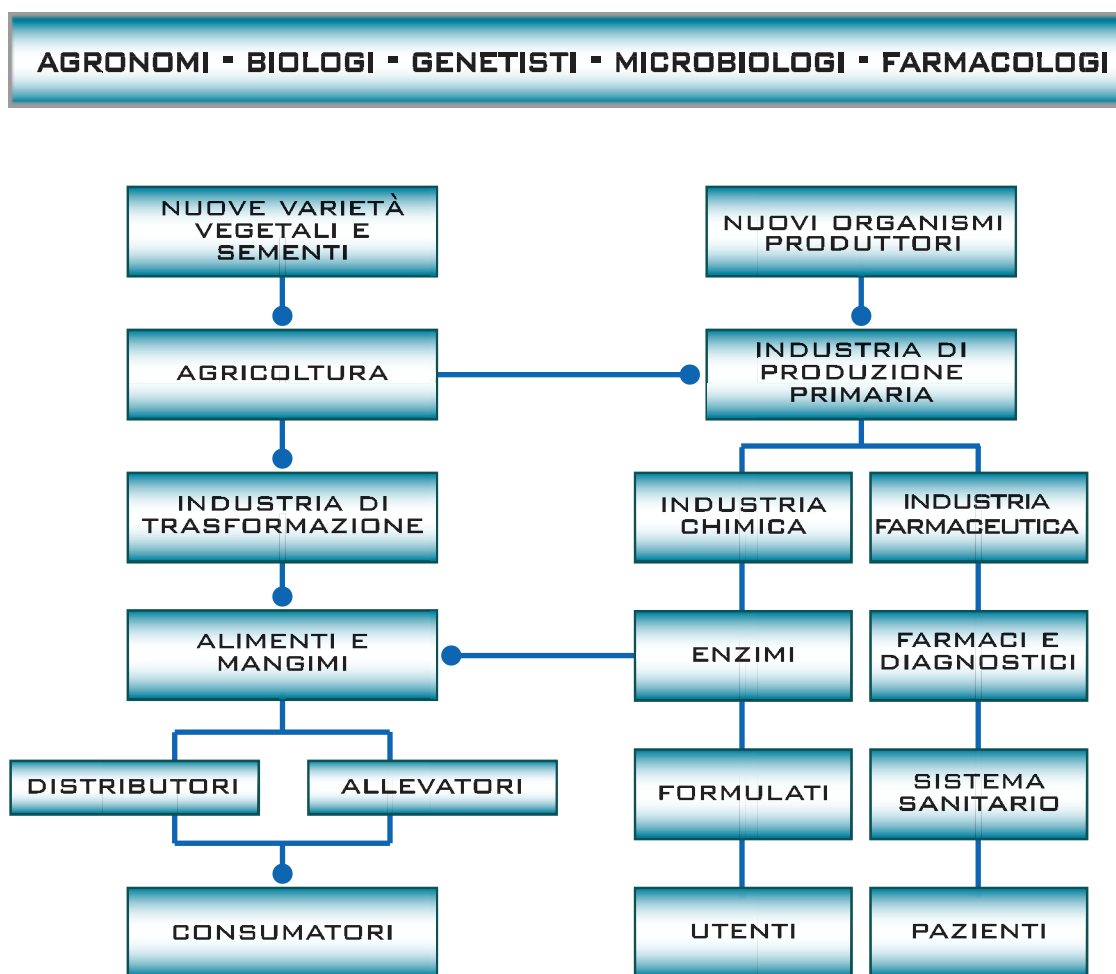 AGRONOMI - BIOLOGI - GENETISTI - MICROBIOLOGI - FARMACOLOGI
NUOVE VARIETÀ
VEGETALI E
SEMENTI
NUOVI ORGANISMI
PRODUTTORI
AGRICOLTURA
INDUSTRIA DI
PRODUZIONE
PRIMARIA
INDUSTRIA DI
TRASFORMAZIONE
INDUSTRIA
CHIMICA
INDUSTRIA
FARMACEUTICA
ALIMENTI E
MANGIMI
ENZIMI
FARMACI E
DIAGNOSTICI
DISTRIBUTORI
ALLEVATORI
FORMULATI
SISTEMA
SANITARIO
CONSUMATORI
UTENTI
PAZIENTI